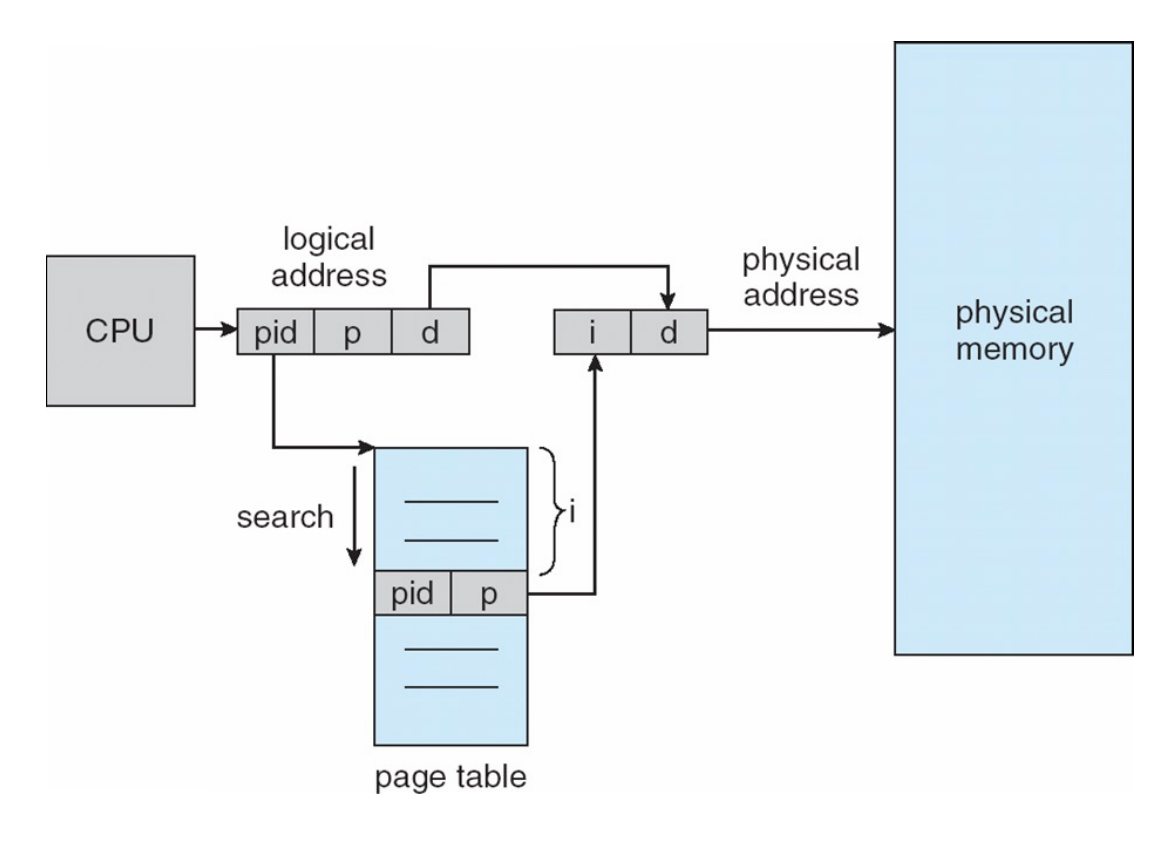 logical
address
physical
address
CPU
pid p d
i d
physical
memory
search
i
pid p
page table